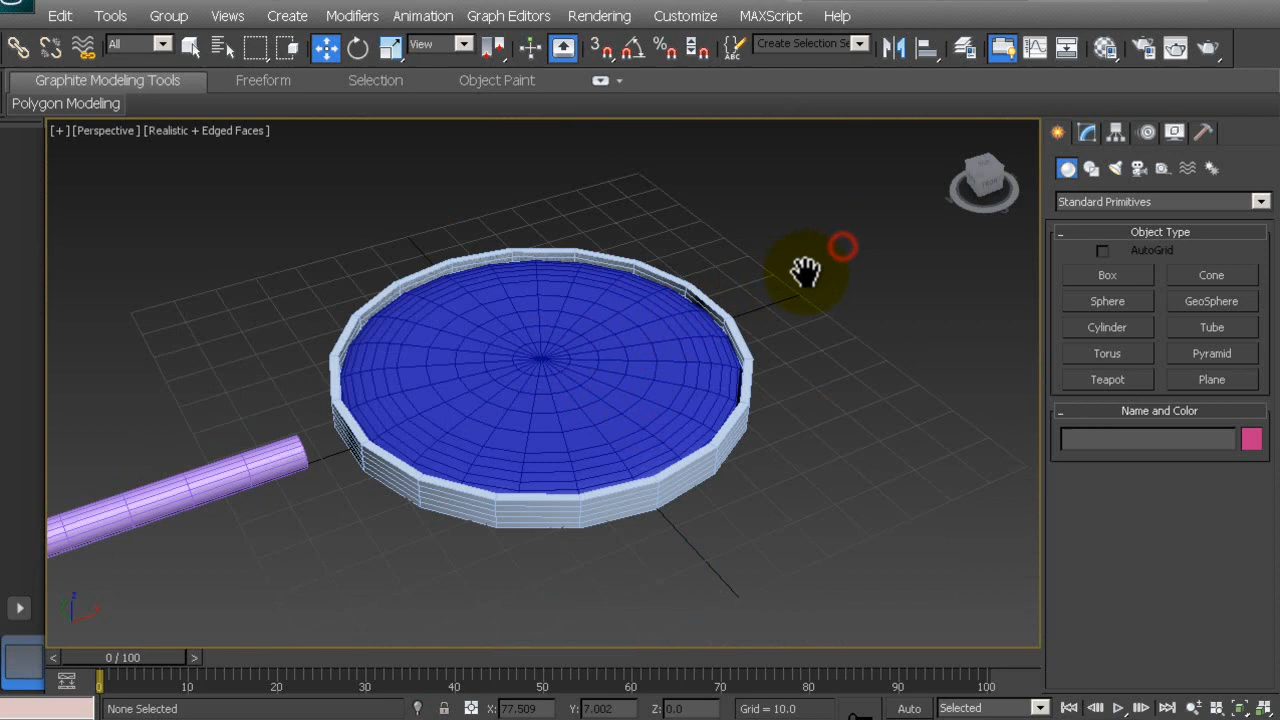 Edit Tools Group Views Create Modifiers Animation Graph Editors Rendering Customize MAXScript Help
All View 3 % ABC Create Selection Se
Graphite Modeling Tools Freeform Selection Object Paint
Polygon Modeling
[+] [Perspective] [Realistic + Edged Faces]
Standard Primitives
- Object Type
AutoGrid
Box Cone
Sphere GeoSphere
Cylinder Tube
Torus Pyramid
Teapot Plane
- Name and Color
z
x
< 0 / 100 >
0 10 20 30 40 50 60 70 80 90 100
None Selected X: 77.509 Y: 7.002 Z: 0.0 Grid = 10.0 Auto Selected